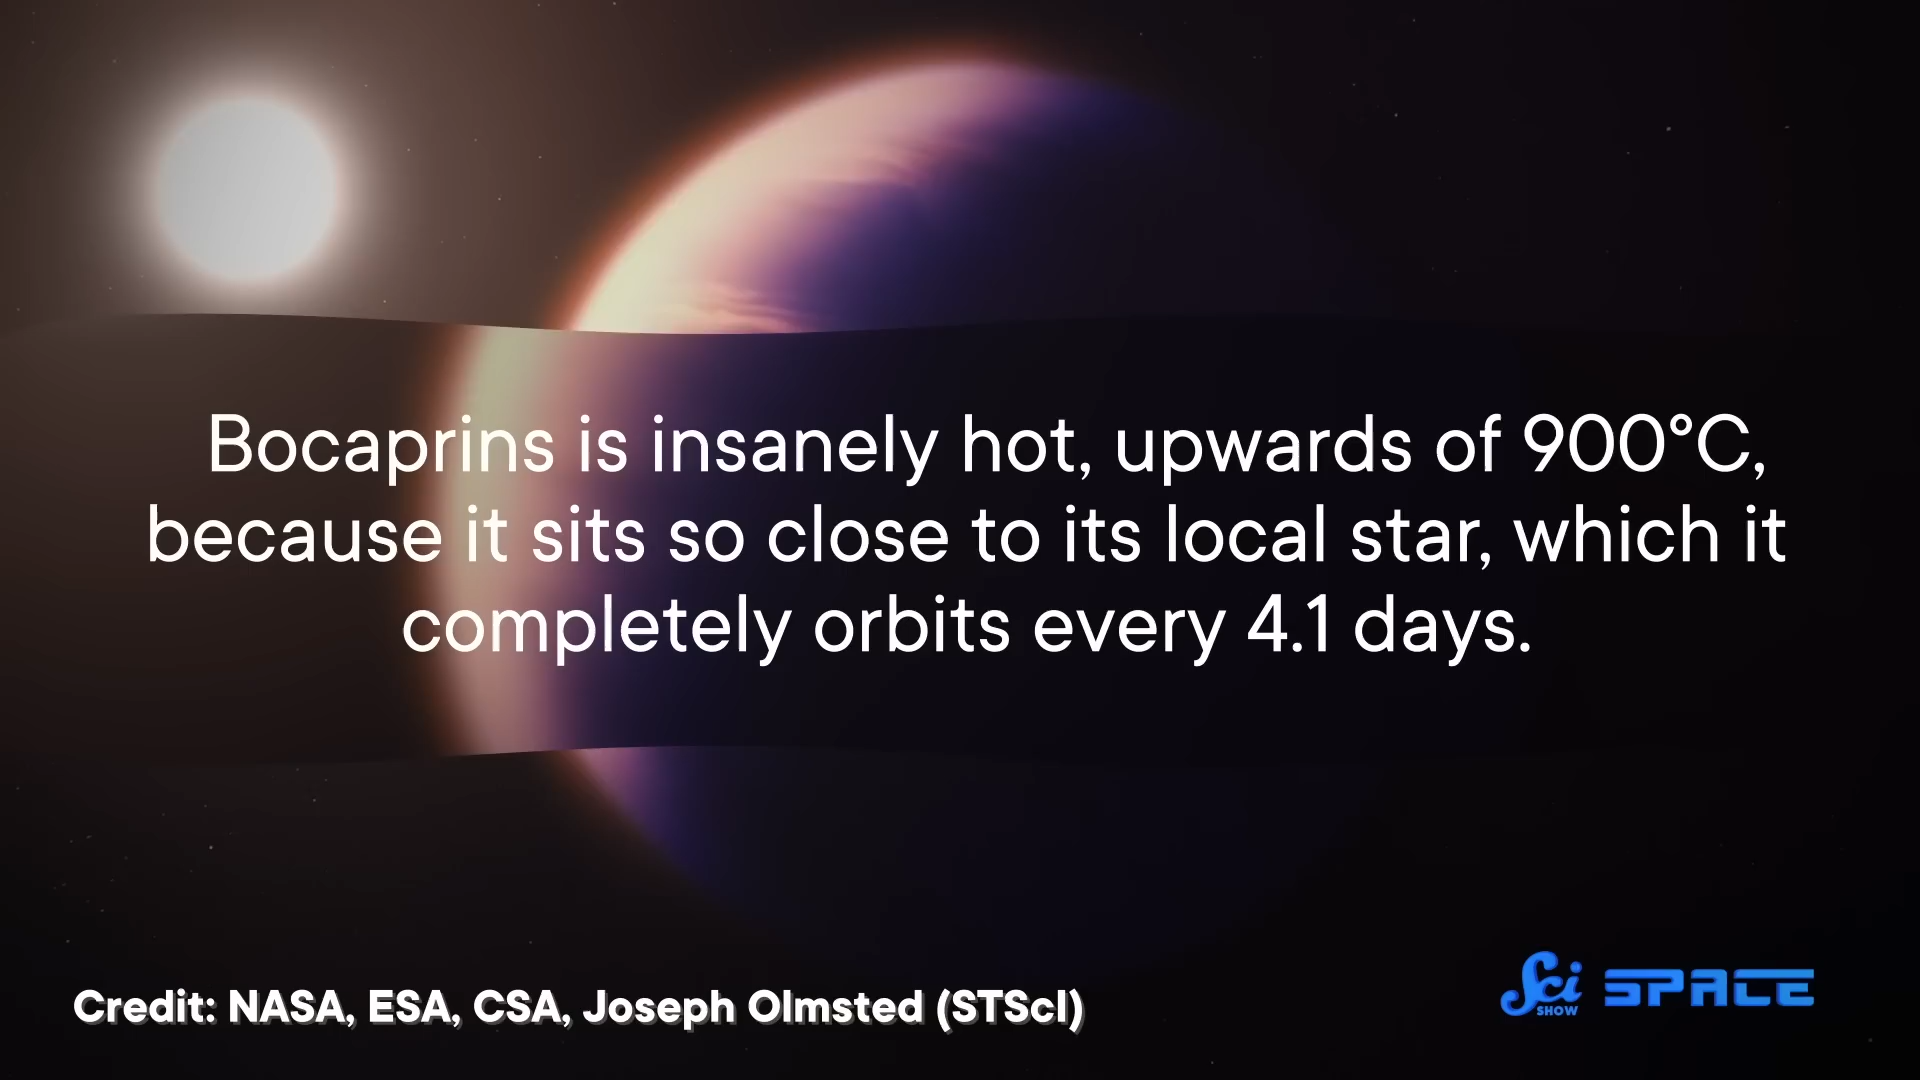 Bocaprins is insanely hot, upwards of 900°C,
because it sits so close to its local star, which it
completely orbits every 4.1 days.
Credit: NASA, ESA, CSA, Joseph Olmsted (STScI)
Sci SHOW SPACE